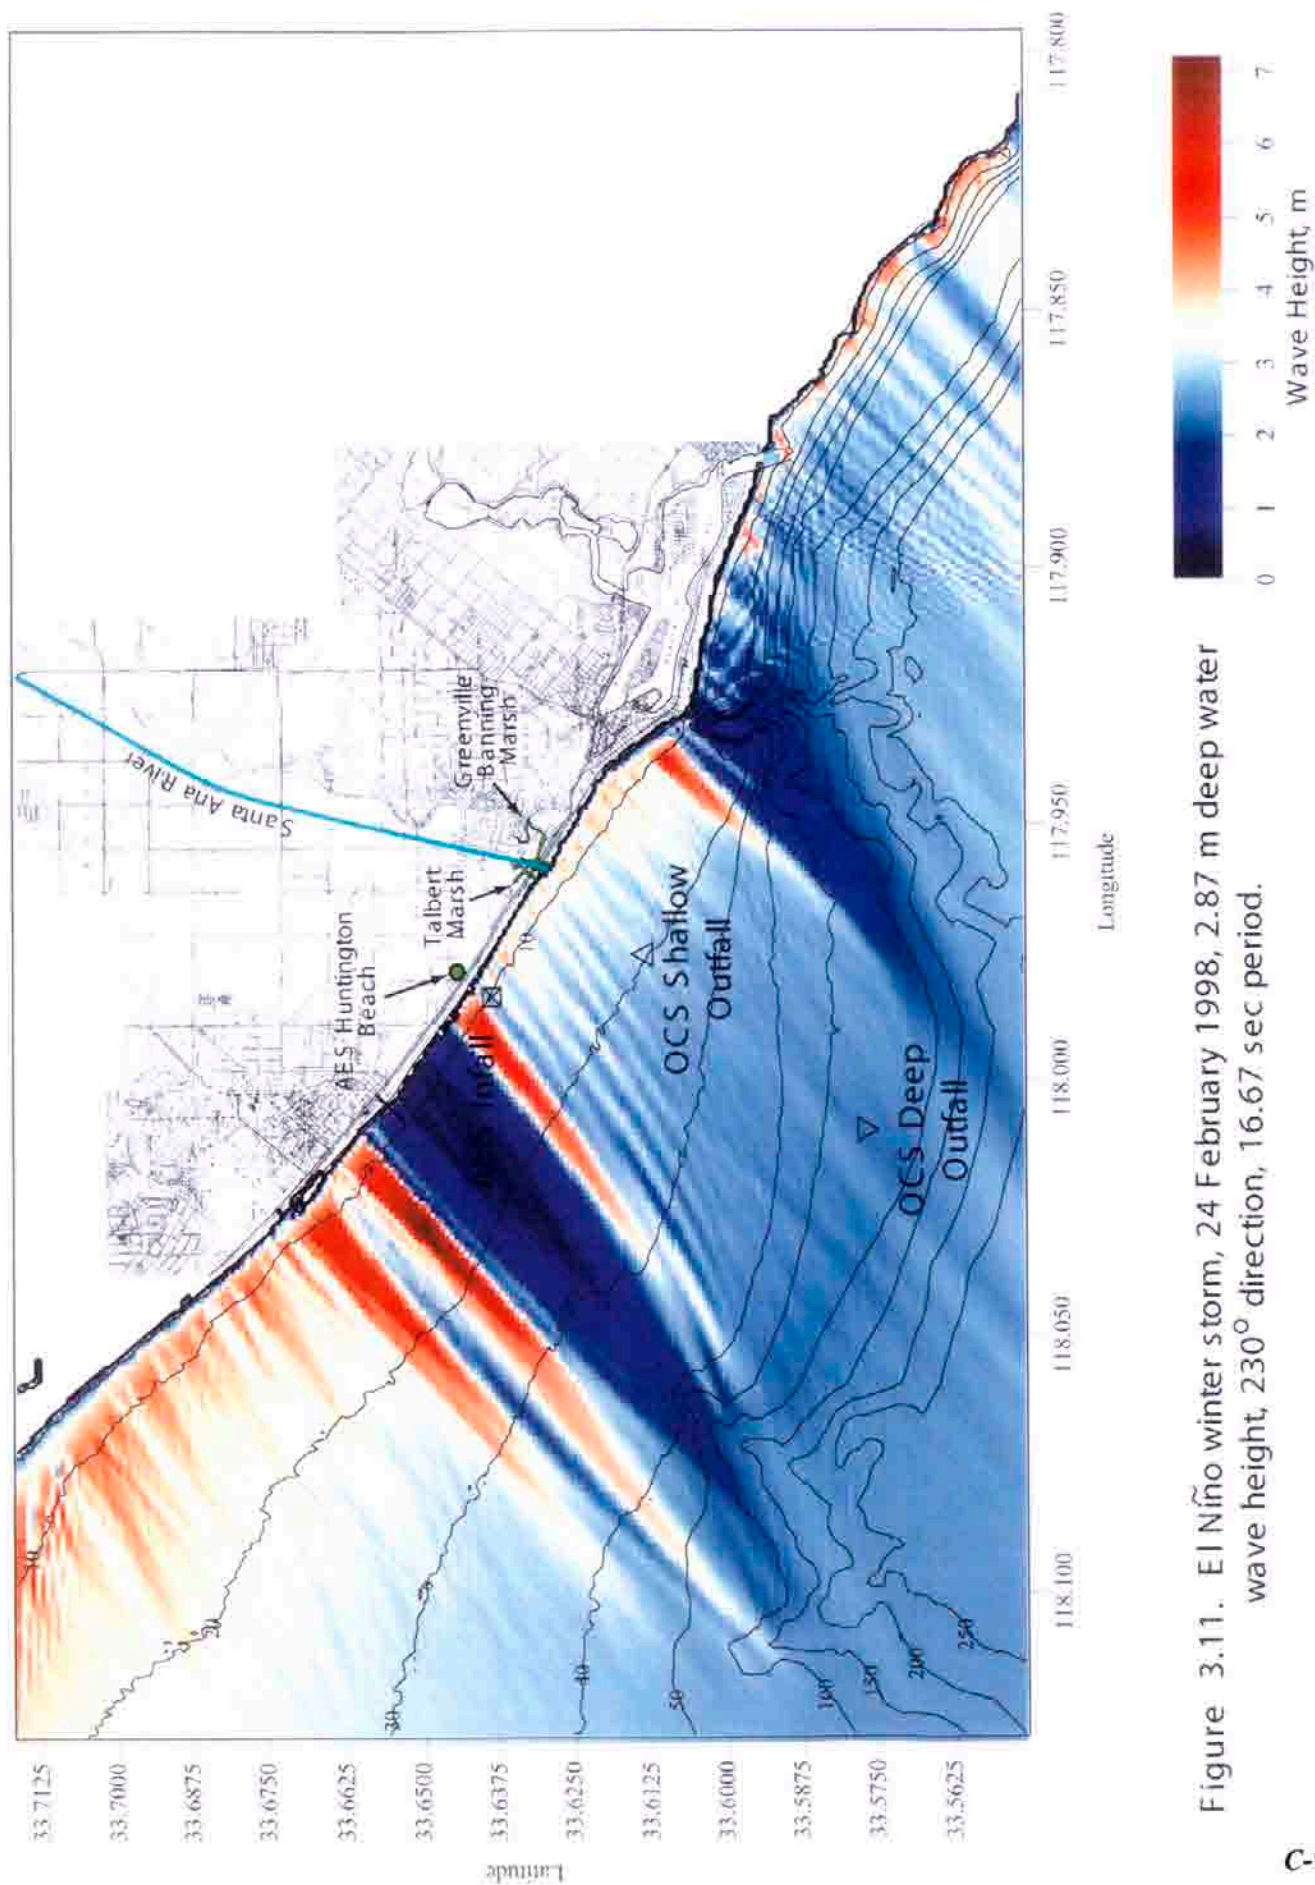 Latitude
33.7125
33.7000
33.6875
33.6750
33.6625
33.6500
33.6375
33.6250
33.6125
33.6000
33.5875
33.5750
33.5625
Santa Ana River
AES Huntington
Beach
Talbert
Marsh
Greenville
Banning
Marsh
Infall
OCS Shallow
Outfall
OCS Deep
Outfall
10
20
30
40
50
100
150
200
250
10
118.100
118.050
118.000
117.950
117.900
117.850
117.800
Longitude
Figure 3.11. El Niño winter storm, 24 February 1998, 2.87 m deep water
wave height, 230° direction, 16.67 sec period.
0 1 2 3 4 5 6 7
Wave Height, m
C-